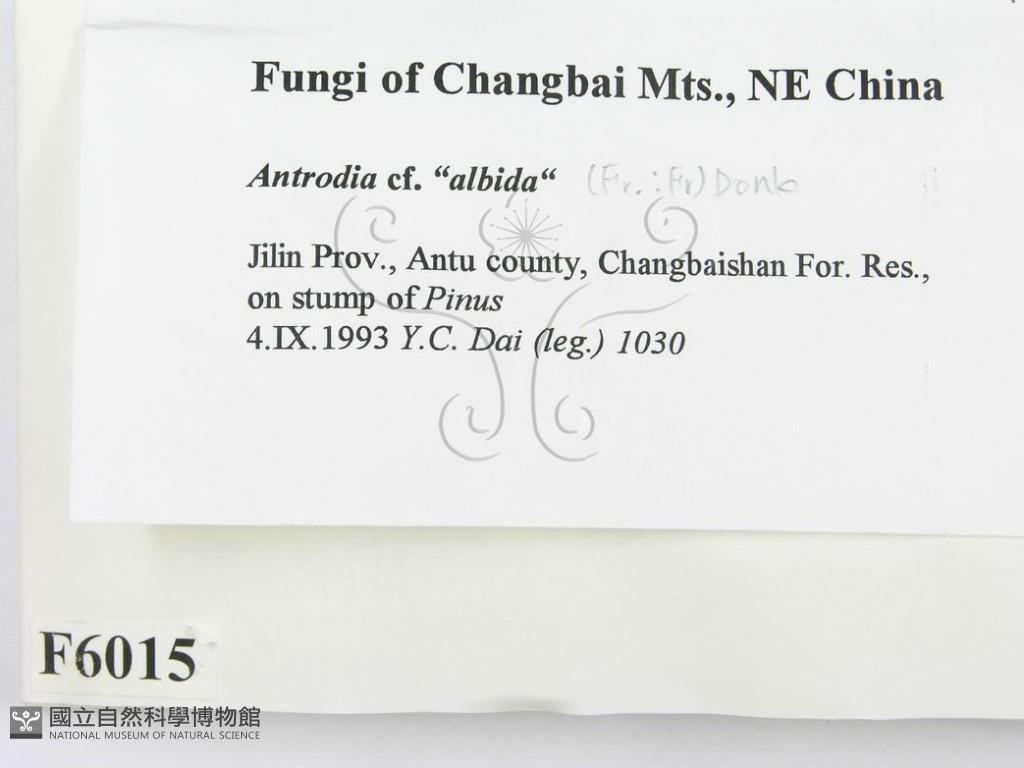 Fungi of Changbai Mts., NE China
Antrodia cf. “albida“ (Fr.:Fr) Donk
Jilin Prov., Antu county, Changbaishan For. Res.,
on stump of Pinus
4.IX.1993 Y.C. Dai (leg.) 1030
F6015
國立自然科學博物館
NATIONAL MUSEUM OF NATURAL SCIENCE